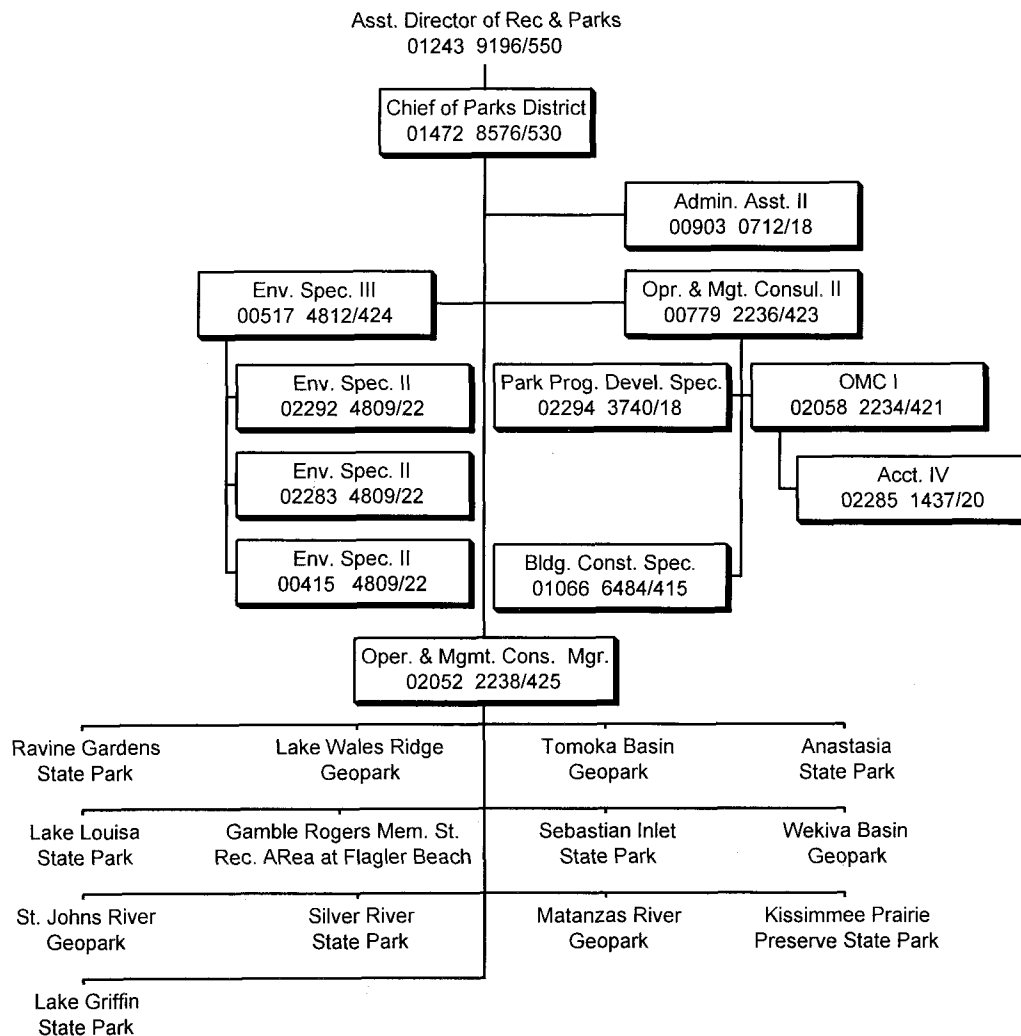 Asst. Director of Rec & Parks
01243 9196/550
Chief of Parks District
01472 8576/530
Admin. Asst. II
00903 0712/18
Env. Spec. III
00517 4812/424
Opr. & Mgt. Consul. II
00779 2236/423
Env. Spec. II
02292 4809/22
Park Prog. Devel. Spec.
02294 3740/18
OMC I
02058 2234/421
Env. Spec. II
02283 4809/22
Acct. IV
02285 1437/20
Env. Spec. II
00415 4809/22
Bldg. Const. Spec.
01066 6484/415
Oper. & Mgmt. Cons. Mgr.
02052 2238/425
Ravine Gardens
State Park
Lake Wales Ridge
Geopark
Tomoka Basin
Geopark
Anastasia
State Park
Lake Louisa
State Park
Gamble Rogers Mem. St.
Rec. ARea at Flagler Beach
Sebastian Inlet
State Park
Wekiva Basin
Geopark
St. Johns River
Geopark
Silver River
State Park
Matanzas River
Geopark
Kissimmee Prairie
Preserve State Park
Lake Griffin
State Park